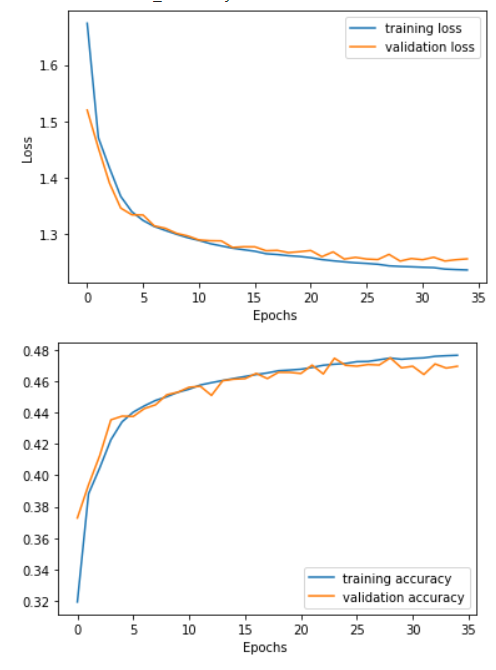 training loss
validation loss
1.6
1.5
1.4
1.3
Loss
0 5 10 15 20 25 30 35
Epochs
0.48
0.46
0.44
0.42
0.40
0.38
0.36
0.34
0.32
training accuracy
validation accuracy
0 5 10 15 20 25 30 35
Epochs